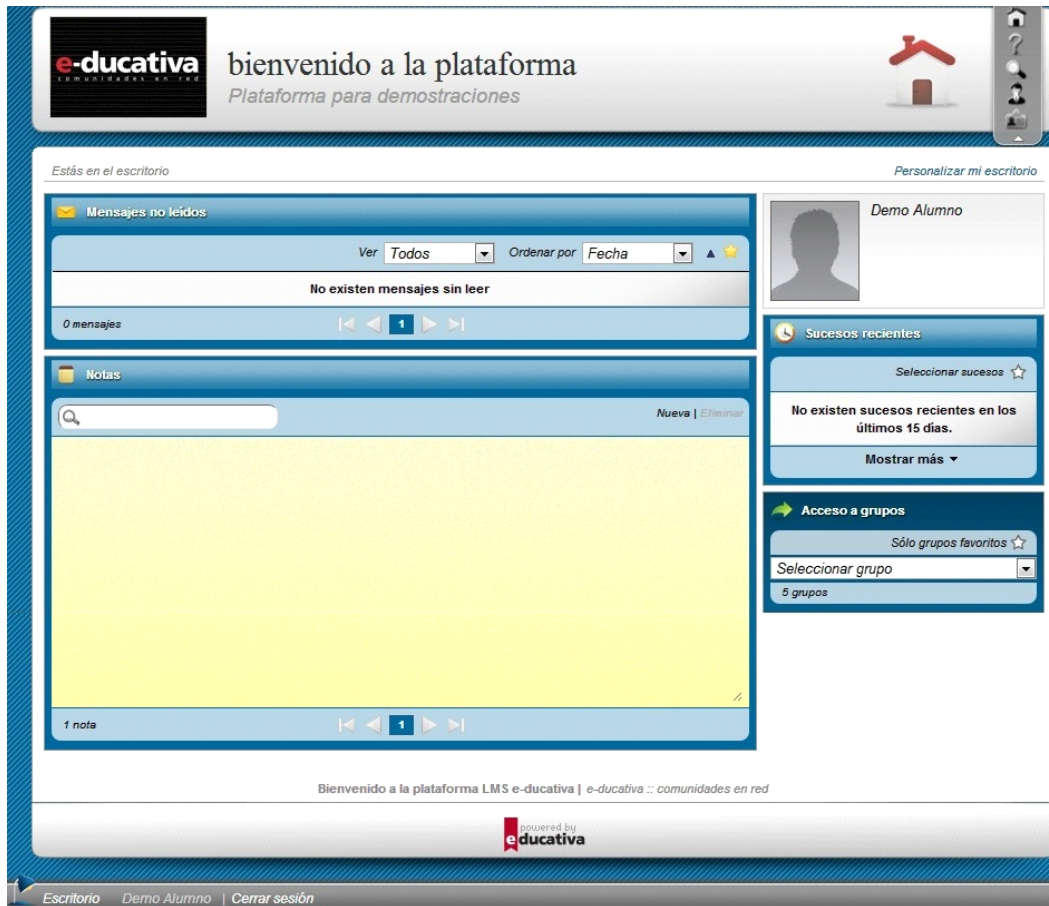 e-ducativa
comunidades en red
bienvenido a la plataforma
Plataforma para demostraciones
Estás en el escritorio
Personalizar mi escritorio
Mensajes no leídos
Ver Todos Ordenar por Fecha
No existen mensajes sin leer
0 mensajes 1
Notas
Nueva | Eliminar
1 nota 1
Demo Alumno
Sucesos recientes
Seleccionar sucesos
No existen sucesos recientes en los
últimos 15 días.
Mostrar más
Acceso a grupos
Sólo grupos favoritos
Seleccionar grupo
5 grupos
Bienvenido a la plataforma LMS e-ducativa | e-ducativa :: comunidades en red
powered by
educativa
Escritorio Demo Alumno | Cerrar sesión